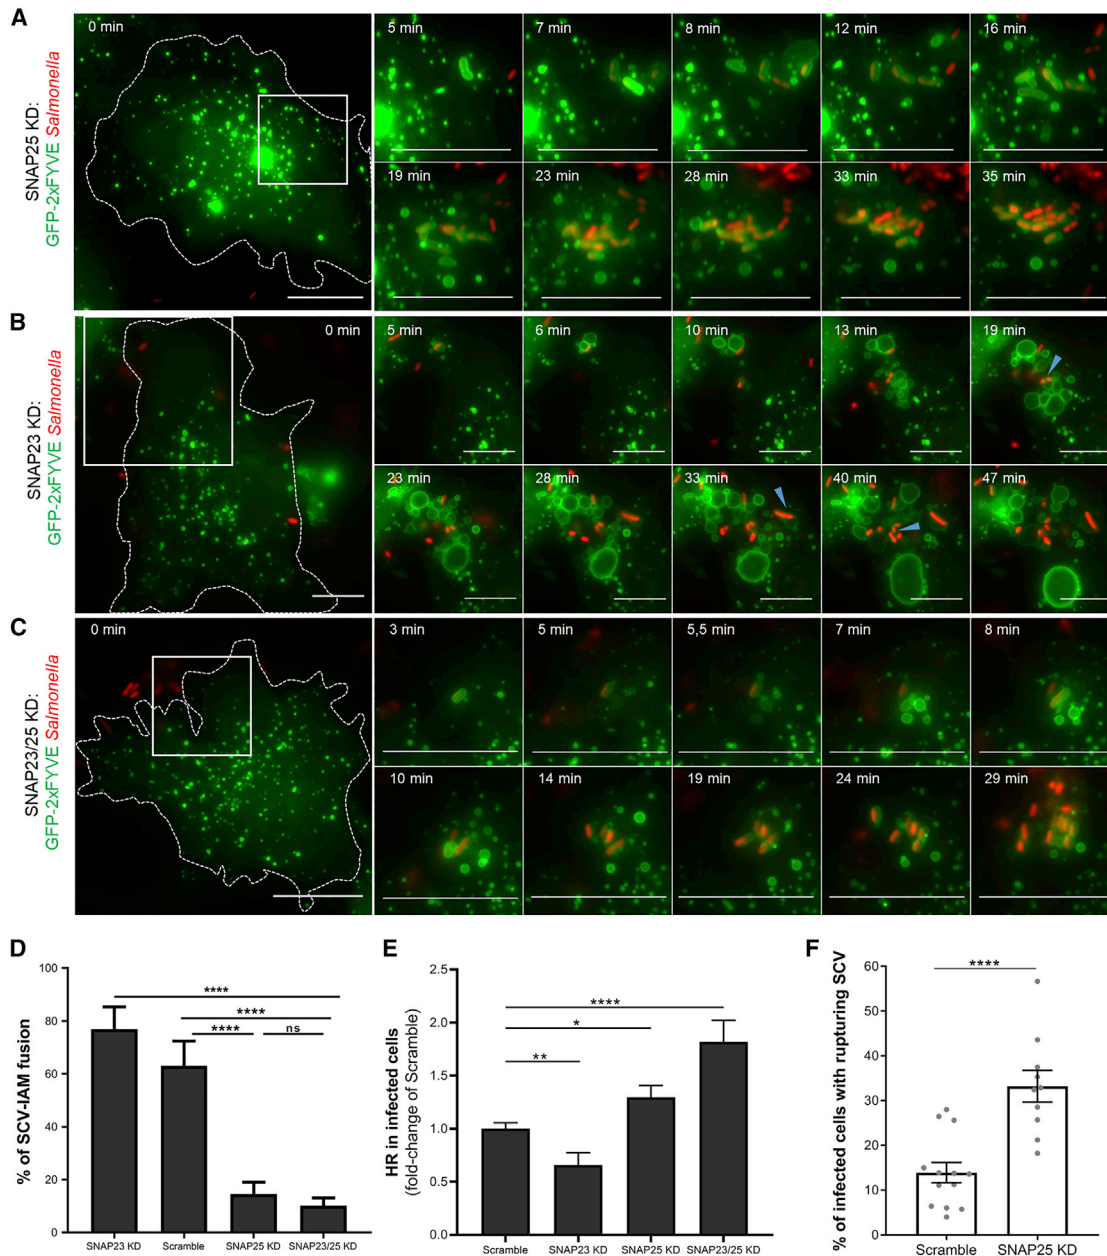 A
SNAP25 KD:
GFP-2xFYVE Salmonella
0 min
5 min
7 min
8 min
12 min
16 min
19 min
23 min
28 min
33 min
35 min
B
SNAP23 KD:
GFP-2xFYVE Salmonella
0 min
5 min
6 min
10 min
13 min
19 min
23 min
28 min
33 min
40 min
47 min
C
SNAP23/25 KD:
GFP-2xFYVE Salmonella
0 min
3 min
5 min
5,5 min
7 min
8 min
10 min
14 min
19 min
24 min
29 min
D
% of SCV-IAM fusion
100
80
60
40
20
0
****
****
****
ns
SNAP23 KD
Scramble
SNAP25 KD
SNAP23/25 KD
E
HR in infected cells
(fold-change of Scramble)
2.5
2.0
1.5
1.0
0.5
0.0
****
*
**
Scramble
SNAP23 KD
SNAP25 KD
SNAP23/25 KD
F
% of infected cells with rupturing SCV
60
50
40
30
20
10
0
****
Scramble
SNAP25 KD